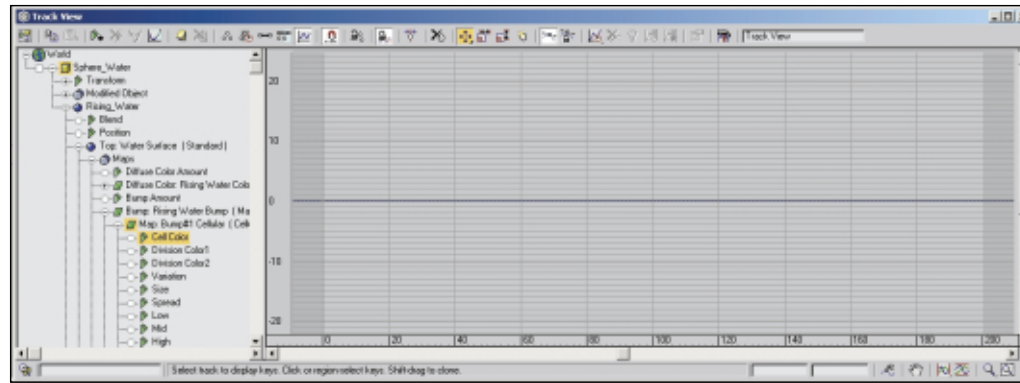 Track View
Track View
World
Sphere_Water
Transform
Modified Object
Rising_Water
Blend
Position
Top: Water Surface (Standard)
Maps
Diffuse Color Amount
Diffuse Color: Rising Water Colo
Bump Amount
Bump: Rising Water Bump (Ma
Map: Bump#1 Cellular (Cell
Cell Color
Division Color1
Division Color2
Variation
Size
Spread
Low
Mid
High
20
10
0
-10
-20
0 20 40 60 80 100 120 140 160 180 200
Select track to display keys. Click or region-select keys. Shift-drag to clone.